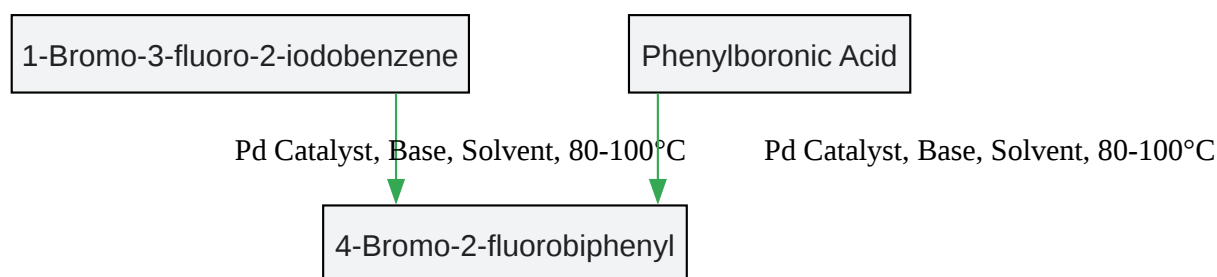 1-Bromo-3-fluoro-2-iodobenzene
Phenylboronic Acid
Pd Catalyst, Base, Solvent, 80-100°C
Pd Catalyst, Base, Solvent, 80-100°C
4-Bromo-2-fluorobiphenyl